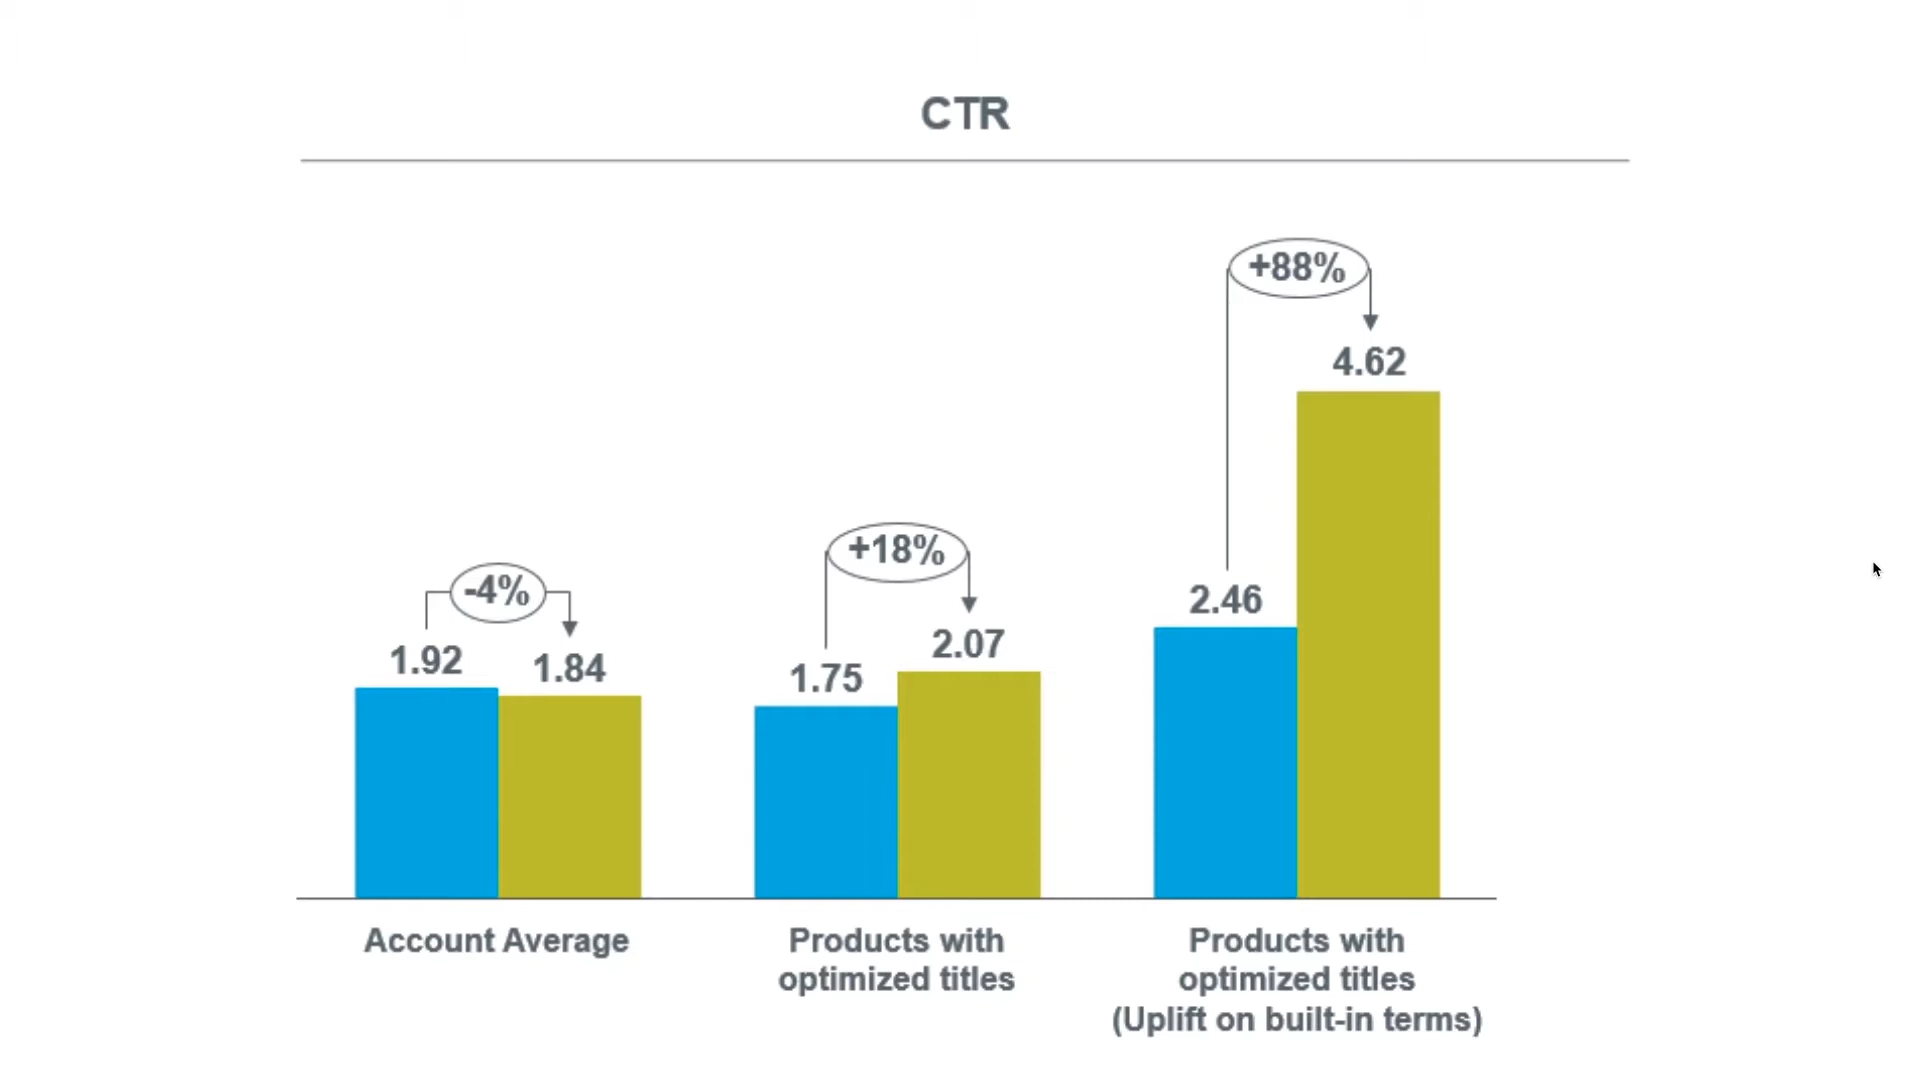 CTR
+88%
4.62
+18%
2.46
-4%
2.07
1.92
1.84
1.75
Account Average
Products with
optimized titles
Products with
optimized titles
(Uplift on built-in terms)